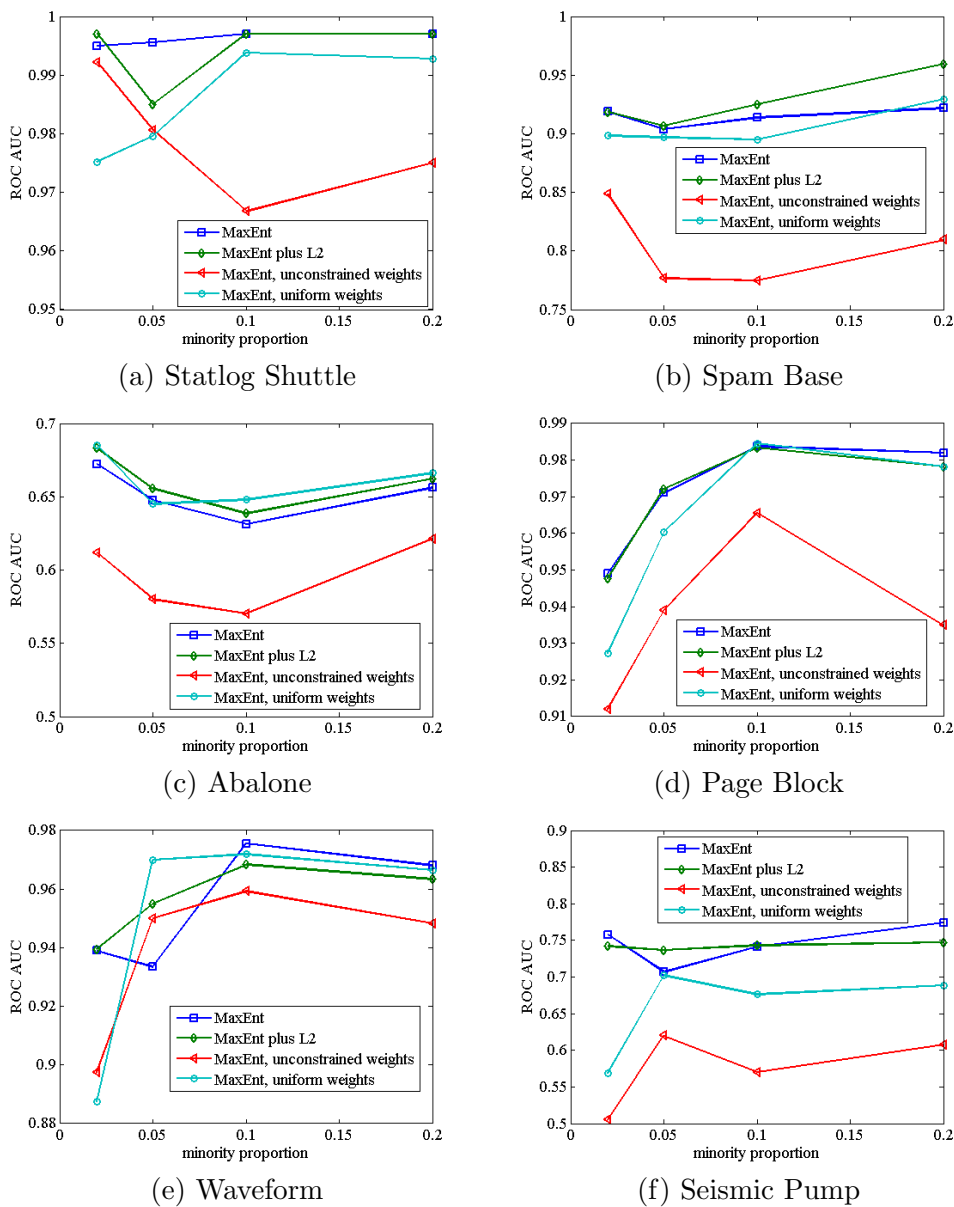 1
0.99
0.98
0.97
0.96
0.95
ROC AUC
MaxEnt
MaxEnt plus L2
MaxEnt, unconstrained weights
MaxEnt, uniform weights
0 0.05 0.1 0.15 0.2
minority proportion
(a) Statlog Shuttle
1
0.95
0.9
0.85
0.8
0.75
ROC AUC
MaxEnt
MaxEnt plus L2
MaxEnt, unconstrained weights
MaxEnt, uniform weights
0 0.05 0.1 0.15 0.2
minority proportion
(b) Spam Base
0.7
0.65
0.6
0.55
0.5
ROC AUC
MaxEnt
MaxEnt plus L2
MaxEnt, unconstrained weights
MaxEnt, uniform weights
0 0.05 0.1 0.15 0.2
minority proportion
(c) Abalone
0.99
0.98
0.97
0.96
0.95
0.94
0.93
0.92
0.91
ROC AUC
MaxEnt
MaxEnt plus L2
MaxEnt, unconstrained weights
MaxEnt, uniform weights
0 0.05 0.1 0.15 0.2
minority proportion
(d) Page Block
0.98
0.96
0.94
0.92
0.9
0.88
ROC AUC
MaxEnt
MaxEnt plus L2
MaxEnt, unconstrained weights
MaxEnt, uniform weights
0 0.05 0.1 0.15 0.2
minority proportion
(e) Waveform
0.9
0.85
0.8
0.75
0.7
0.6
0.5
0.5
ROC AUC
MaxEnt
MaxEnt plus L2
MaxEnt, unconstrained weights
MaxEnt, uniform weights
0 0.05 0.1 0.15 0.2
minority proportion
(f) Seismic Pump